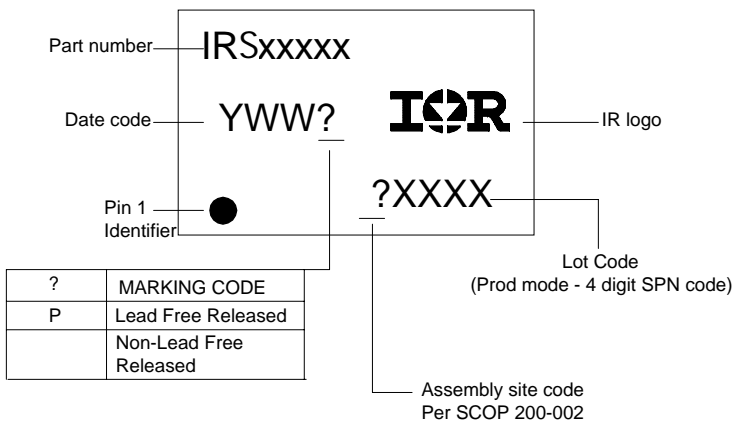 Part number
IRSxxxxx
Date code
YWW?
IOR
IR logo
Pin 1
Identifier
?XXXX
Lot Code
(Prod mode - 4 digit SPN code)
? MARKING CODE
P Lead Free Released
Non-Lead Free
Released
Assembly site code
Per SCOP 200-002